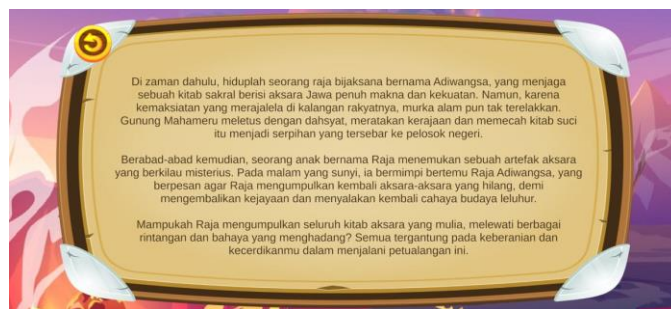 Di zaman dahulu, hiduplah seorang raja bijaksana bernama Adiwangsa, yang menjaga
sebuah kitab sakral berisi aksara Jawa penuh makna dan kekuatan. Namun, karena
kemaksiatan yang merajalela di kalangan rakyatnya, murka alam pun tak terelakkan.
Gunung Mahameru meletus dengan dahsyat, meratakan kerajaan dan memecah kitab suci
itu menjadi serpihan yang tersebar ke pelosok negeri.
Berabad-abad kemudian, seorang anak bernama Raja menemukan sebuah artefak aksara
yang berkilau misterius. Pada malam yang sunyi, ia bermimpi bertemu Raja Adiwangsa, yang
berpesan agar Raja mengumpulkan kembali aksara-aksara yang hilang, demi
mengembalikan kejayaan dan menyalakan kembali cahaya budaya leluhur.
Mampukah Raja mengumpulkan seluruh kitab aksara yang mulia, melewati berbagai
rintangan dan bahaya yang menghadang? Semua tergantung pada keberanian dan
kecerdikanmu dalam menjalani petualangan ini.